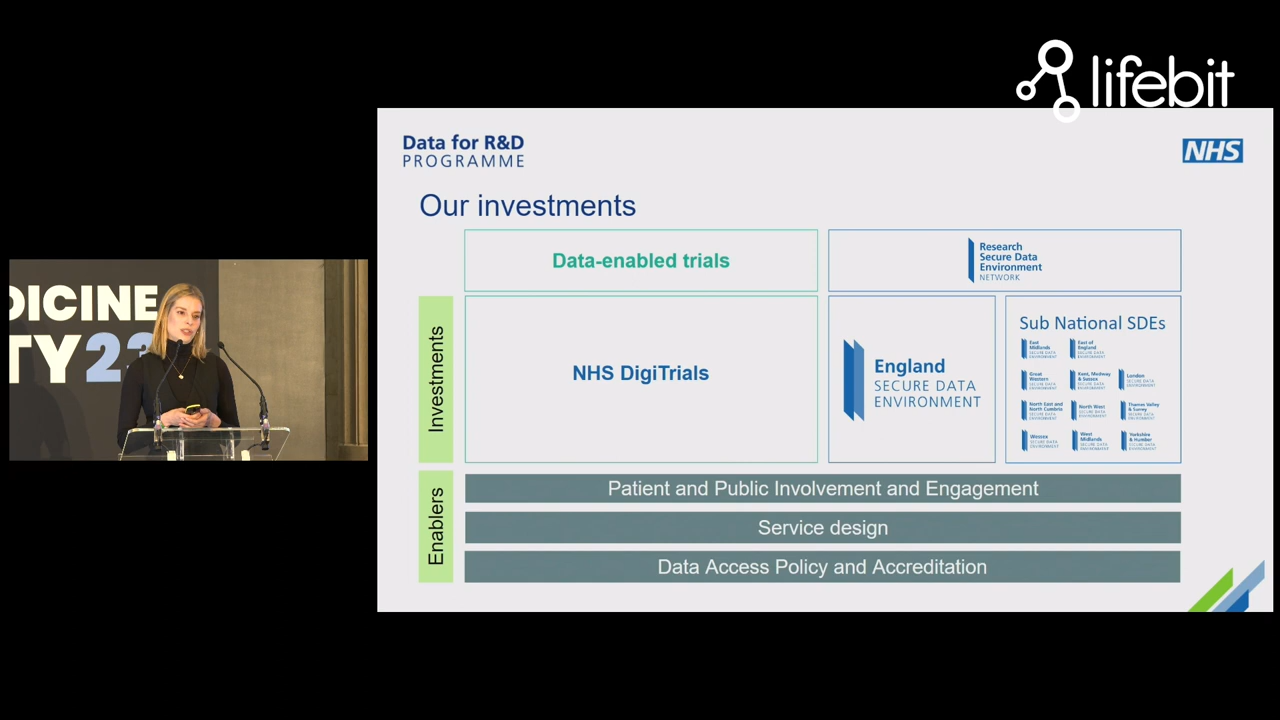 lifebit
Data for R&D
PROGRAMME
NHS
Our investments
Data-enabled trials
Research
Secure Data
Environment
NETWORK
Investments
NHS DigiTrials
England
SECURE DATA
ENVIRONMENT
Sub National SDEs
East
Midlands
SECURE DATA
ENVIRONMENT
East of
England
SECURE DATA
ENVIRONMENT
Great
Western
SECURE DATA
ENVIRONMENT
Kent, Medway
& Sussex
SECURE DATA
ENVIRONMENT
London
SECURE DATA
ENVIRONMENT
North East and
North Cumbria
SECURE DATA
ENVIRONMENT
North West
SECURE DATA
ENVIRONMENT
Thames Valley
& Surrey
SECURE DATA
ENVIRONMENT
Wessex
SECURE DATA
ENVIRONMENT
West
Midlands
SECURE DATA
ENVIRONMENT
Yorkshire
& Humber
SECURE DATA
ENVIRONMENT
Enablers
Patient and Public Involvement and Engagement
Service design
Data Access Policy and Accreditation
DICINE
TY23